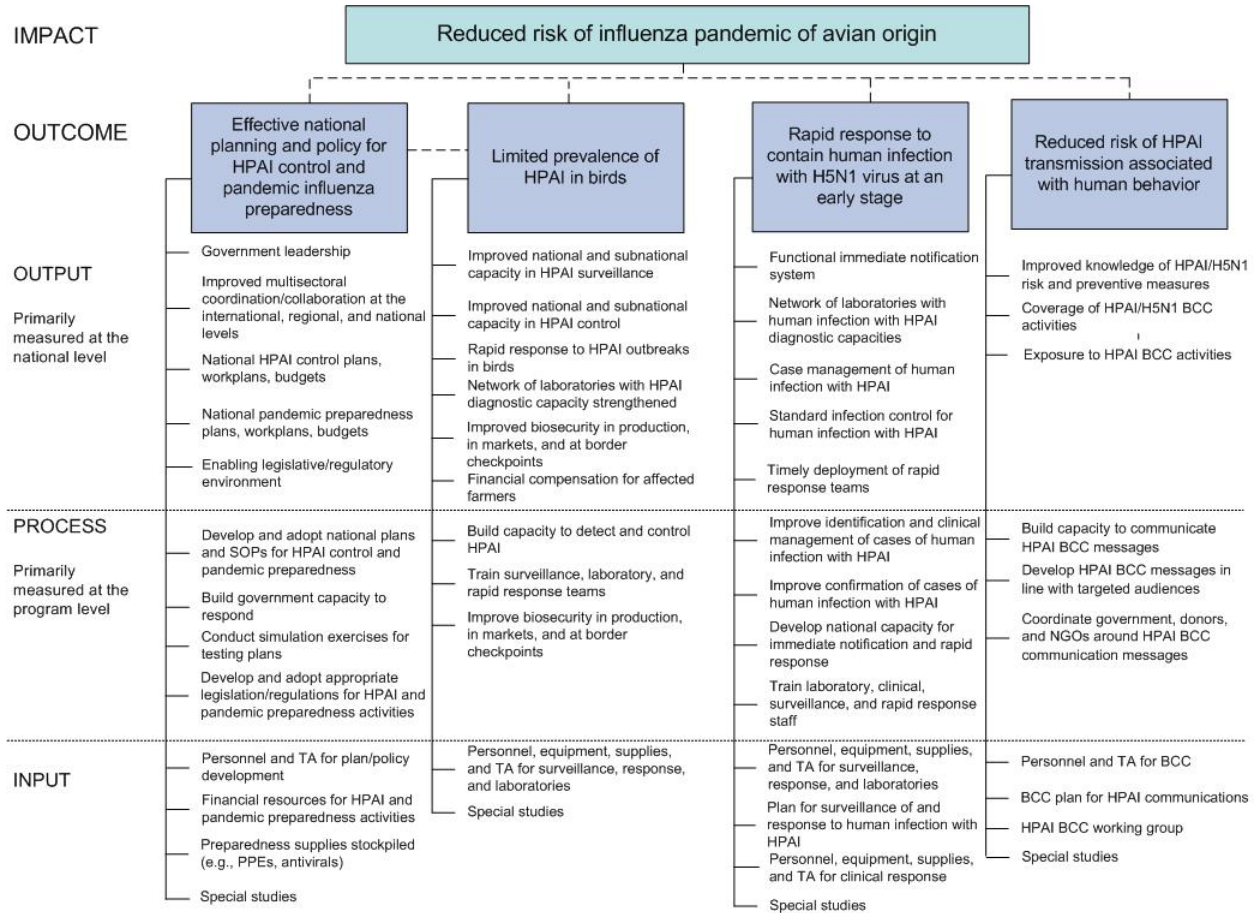 IMPACT
Reduced risk of influenza pandemic of avian origin
OUTCOME
Effective national
planning and policy for
HPAI control and
pandemic influenza
preparedness
Limited prevalence of
HPAI in birds
Rapid response to
contain human infection
with H5N1 virus at an
early stage
Reduced risk of HPAI
transmission associated
with human behavior
OUTPUT
Primarily
measured at the
national level
Government leadership
Improved multisectoral
coordination/collaboration at the
international, regional, and national
levels
National HPAI control plans,
workplans, budgets
National pandemic preparedness
plans, workplans, budgets
Enabling legislative/regulatory
environment
Improved national and subnational
capacity in HPAI surveillance
Improved national and subnational
capacity in HPAI control
Rapid response to HPAI outbreaks
in birds
Network of laboratories with HPAI
diagnostic capacity strengthened
Improved biosecurity in production,
in markets, and at border
checkpoints
Financial compensation for affected
farmers
Functional immediate notification
system
Network of laboratories with
human infection with HPAI
diagnostic capacities
Case management of human
infection with HPAI
Standard infection control for
human infection with HPAI
Timely deployment of rapid
response teams
Improved knowledge of HPAI/H5N1
risk and preventive measures
Coverage of HPAI/H5N1 BCC
activities
Exposure to HPAI BCC activities
PROCESS
Primarily
measured at the
program level
Develop and adopt national plans
and SOPs for HPAI control and
pandemic preparedness
Build government capacity to
respond
Conduct simulation exercises for
testing plans
Develop and adopt appropriate
legislation/regulations for HPAI and
pandemic preparedness activities
Build capacity to detect and control
HPAI
Train surveillance, laboratory, and
rapid response teams
Improve biosecurity in production,
in markets, and at border
checkpoints
Improve identification and clinical
management of cases of human
infection with HPAI
Improve confirmation of cases of
human infection with HPAI
Develop national capacity for
immediate notification and rapid
response
Train laboratory, clinical,
surveillance, and rapid response
staff
Build capacity to communicate
HPAI BCC messages
Develop HPAI BCC messages in
line with targeted audiences
Coordinate government, donors,
and NGOs around HPAI BCC
communication messages
INPUT
Personnel and TA for plan/policy
development
Financial resources for HPAI and
pandemic preparedness activities
Preparedness supplies stockpiled
(e.g., PPEs, antivirals)
Special studies
Personnel, equipment, supplies,
and TA for surveillance, response,
and laboratories
Special studies
Personnel, equipment, supplies,
and TA for surveillance,
response, and laboratories
Plan for surveillance of and
response to human infection with
HPAI
Personnel, equipment, supplies,
and TA for clinical response
Special studies
Personnel and TA for BCC
BCC plan for HPAI communications
HPAI BCC working group
Special studies